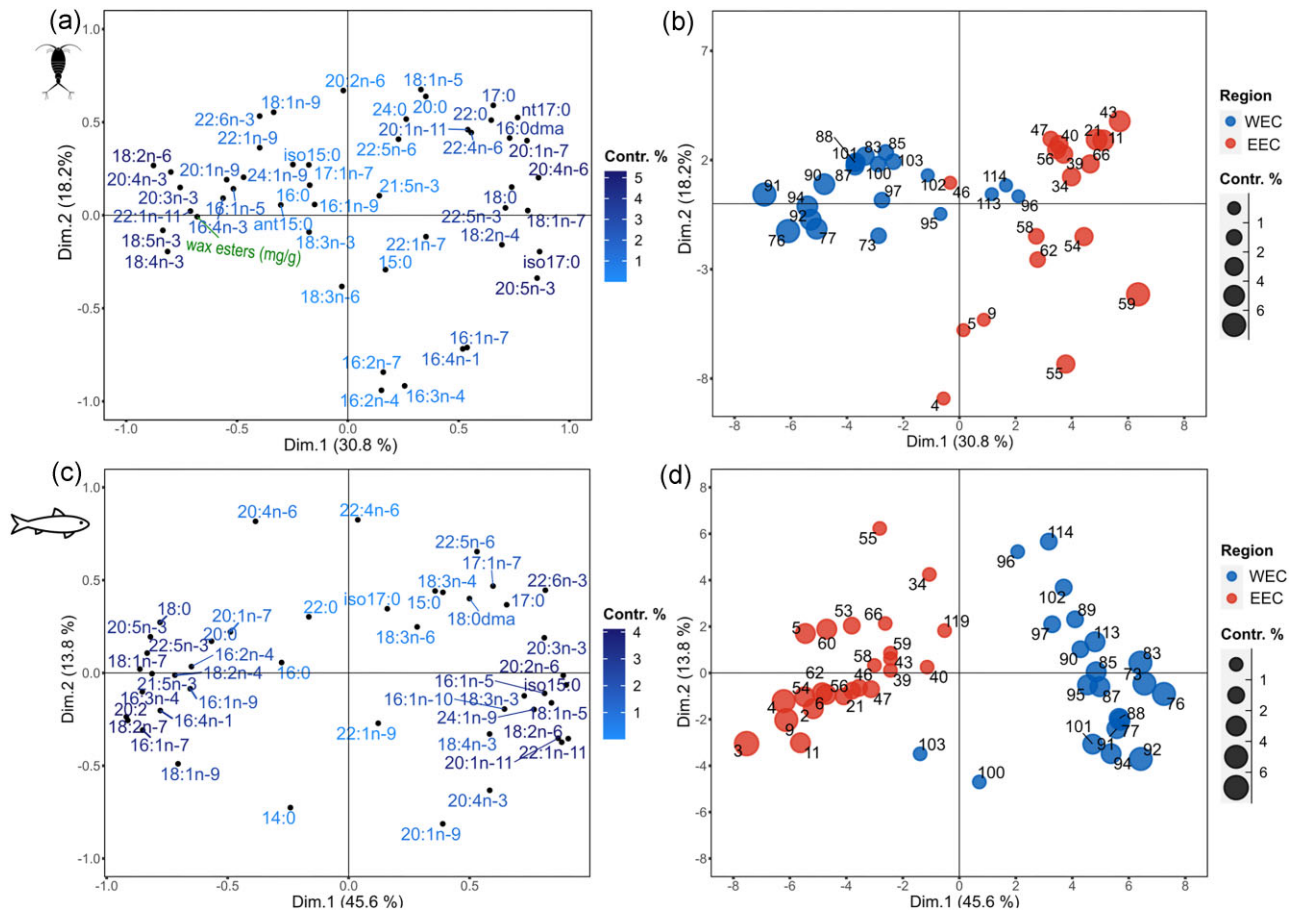 (a)
1.0
0.5
0.0
-0.5
-1.0
Dim.2 (18.2%)
20:2n-6
18:1n-5
18:1n-9
24:0
20:0
17:0
22:6n-3
22:0
nt17:0
22:1n-9
20:1n-11
16:0dma
22:5n-6
22:4n-6
20:1n-7
18:2n-6
iso15:0
20:4n-3
20:1n-9
24:1n-9
17:1n-7
20:4n-6
20:3n-3
16:0
21:5n-3
18:0
22:1n-11
16:1n-5
16:1n-9
22:5n-3
18:1n-7
16:4n-3
ant15:0
18:5n-3
wax esters (mg/g)
18:3n-3
22:1n-7
18:2n-4
18:4n-3
15:0
iso17:0
18:3n-6
20:5n-3
16:1n-7
16:2n-7
16:4n-1
16:2n-4
16:3n-4
-1.0
-0.5
0.0
0.5
1.0
Dim.1 (30.8 %)
Contr. %
5
4
3
2
1
(b)
7
2
-3
-8
Dim.2 (18.2%)
43
47
40
21
88
83
85
11
101
103
56
39
66
90
87
100
34
91
97
102
46
94
114
113
96
92
95
58
54
76
77
73
62
59
9
5
55
4
-8
-6
-4
-2
0
2
4
6
8
Dim.1 (30.8 %)
Region
WEC
EEC
Contr. %
1
2
4
6
(c)
1.0
0.5
0.0
-0.5
-1.0
Dim.2 (13.8 %)
20:4n-6
22:4n-6
22:5n-6
17:1n-7
18:3n-4
22:6n-3
18:0
20:1n-7
22:0
iso17:0
15:0
17:0
20:5n-3
20:0
18:0dma
22:5n-3
18:3n-6
16:2n-4
20:3n-3
18:1n-7
18:2n-4
16:0
20:2n-6
21:5n-3
16:1n-5
iso15:0
16:3n-4
16:1n-9
16:1n-10
18:3n-3
20:2
16:4n-1
24:1n-9
18:1n-5
18:2n-7
22:1n-9
18:2n-6
16:1n-7
18:4n-3
22:1n-11
18:1n-9
20:1n-11
20:4n-3
14:0
20:1n-9
-1.0
-0.5
0.0
0.5
Dim.1 (45.6 %)
Contr. %
4
3
2
1
(d)
8
6
4
2
0
-2
-4
-6
-8
Dim.2 (13.8 %)
55
114
96
34
102
53
66
89
5
60
119
97
113
59
58
43
90
83
62
39
40
85
73
54
56
46
95
87
76
4
6
21
47
2
9
88
3
11
103
101
91
77
92
94
100
-8
-6
-4
-2
0
2
4
6
8
Dim.1 (45.6 %)
Region
WEC
EEC
Contr. %
1
2
4
6